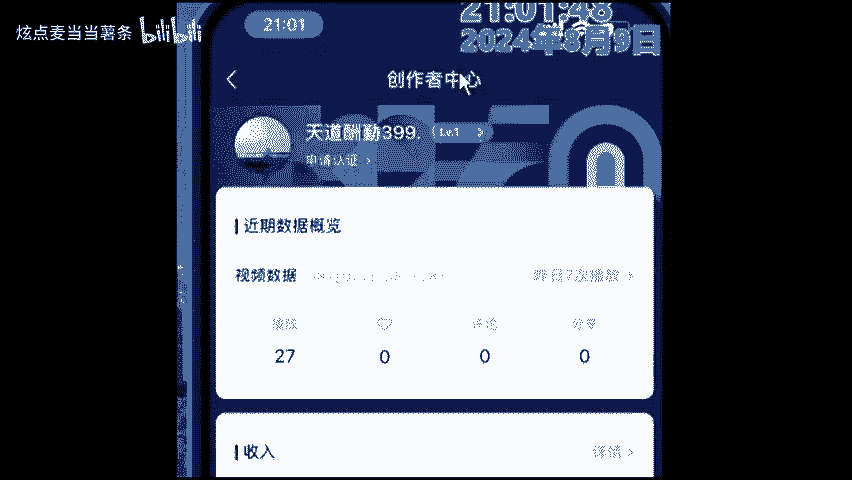 炫点麦当当薯条 bilibili
21:01
21:01:48
2024年8月9日
创作者中心
天道酬勤399. Lv.1
申请认证
近期数据概览
视频数据
昨日7次播放
播放
评论
分享
27
0
0
0
收入
详情